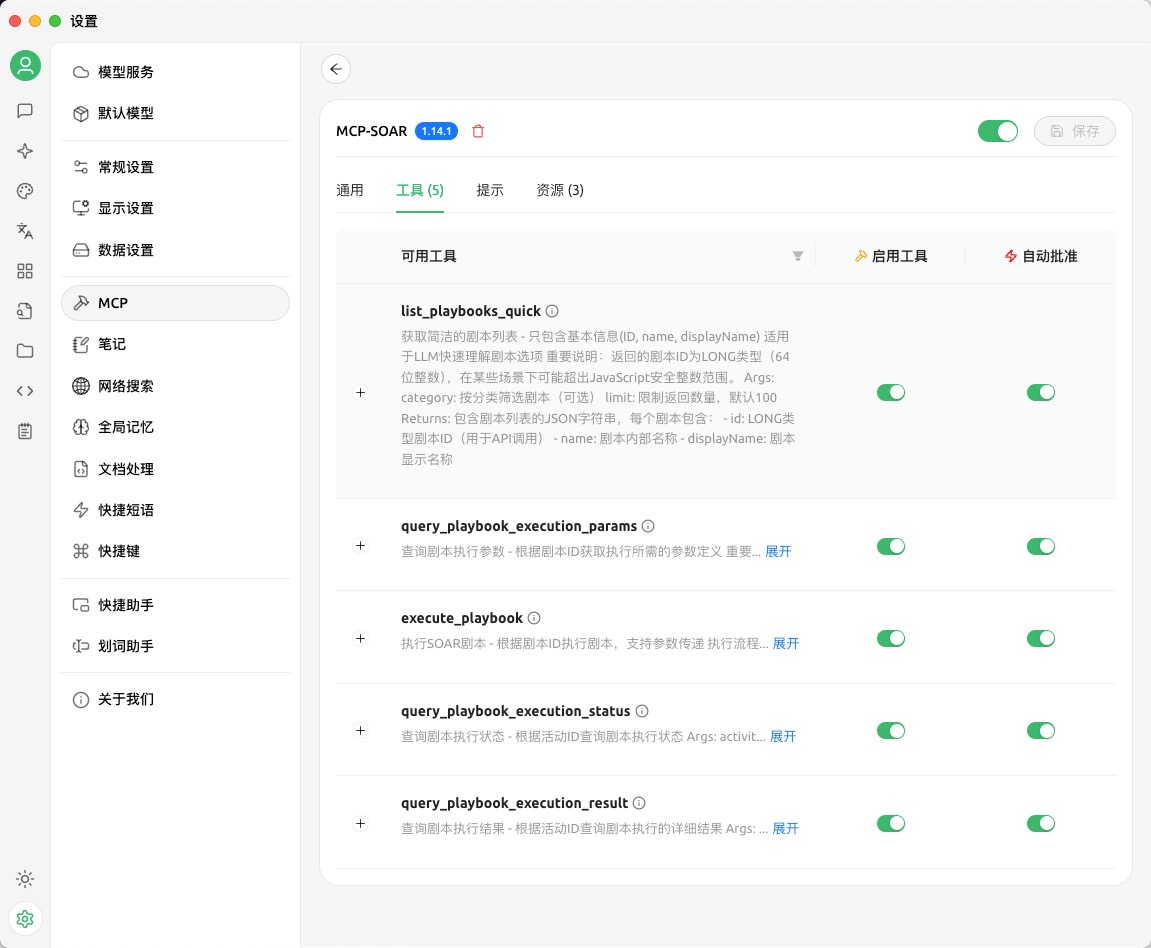 设置
模型服务
默认模型
常规设置
显示设置
数据设置
MCP
笔记
网络搜索
全局记忆
文档处理
快捷短语
快捷键
快捷助手
划词助手
关于我们
MCP-SOAR 1.14.1 保存
通用 工具 (5) 提示 资源 (3)
可用工具 启用工具 自动批准
list_playbooks_quick
获取简洁的剧本列表 - 只包含基本信息(ID, name, displayName) 适用
于LLM快速理解剧本选项 重要说明：返回的剧本ID为LONG类型（64
位整数），在某些场景下可能超出JavaScript安全整数范围。 Args:
category: 按分类筛选剧本（可选） limit: 限制返回数量，默认100
Returns: 包含剧本列表的JSON字符串，每个剧本包含： - id: LONG类
型剧本ID（用于API调用） - name: 剧本内部名称 - displayName: 剧本
显示名称
query_playbook_execution_params
查询剧本执行参数 - 根据剧本ID获取执行所需的参数定义 重要... 展开
execute_playbook
执行SOAR剧本 - 根据剧本ID执行剧本，支持参数传递 执行流程... 展开
query_playbook_execution_status
查询剧本执行状态 - 根据活动ID查询剧本执行状态 Args: activit... 展开
query_playbook_execution_result
查询剧本执行结果 - 根据活动ID查询剧本执行的详细结果 Args: ... 展开